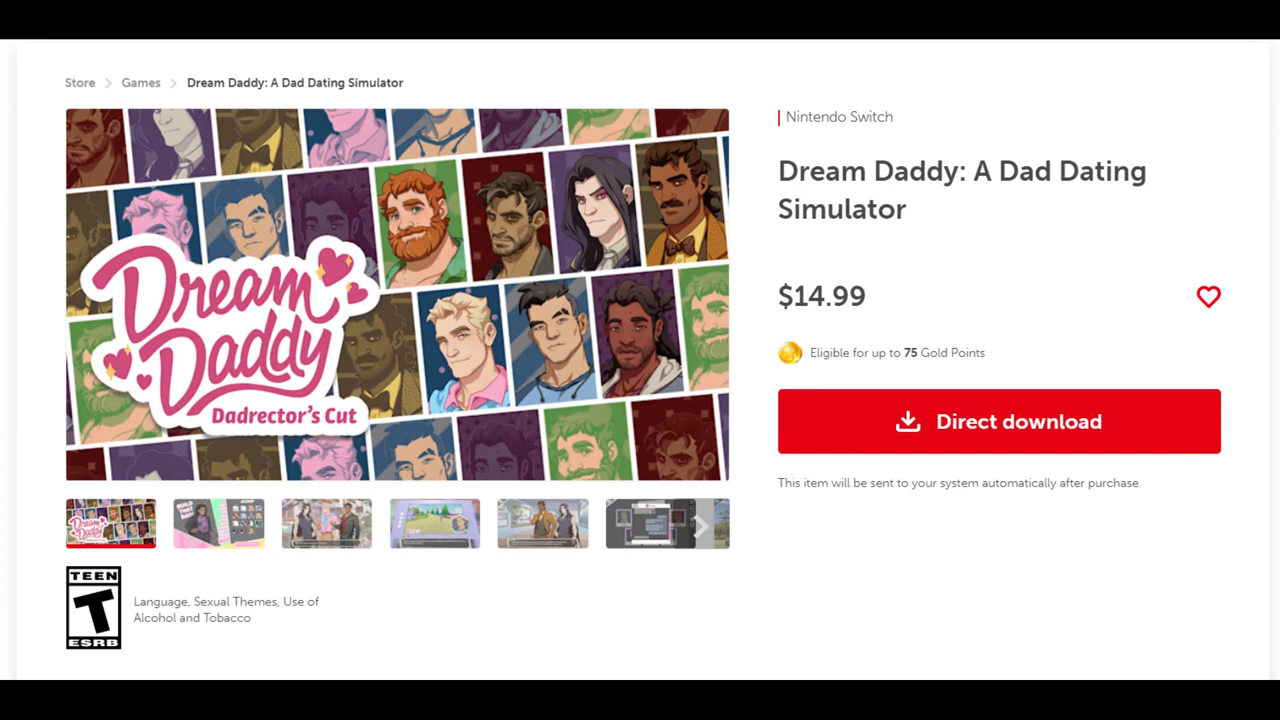 Store > Games > Dream Daddy: A Dad Dating Simulator
Dream
Daddy
Dadrector's Cut
TEEN
T
ESRB
Language, Sexual Themes, Use of
Alcohol and Tobacco
Nintendo Switch
Dream Daddy: A Dad Dating
Simulator
$14.99
Eligible for up to 75 Gold Points
Direct download
This item will be sent to your system automatically after purchase.